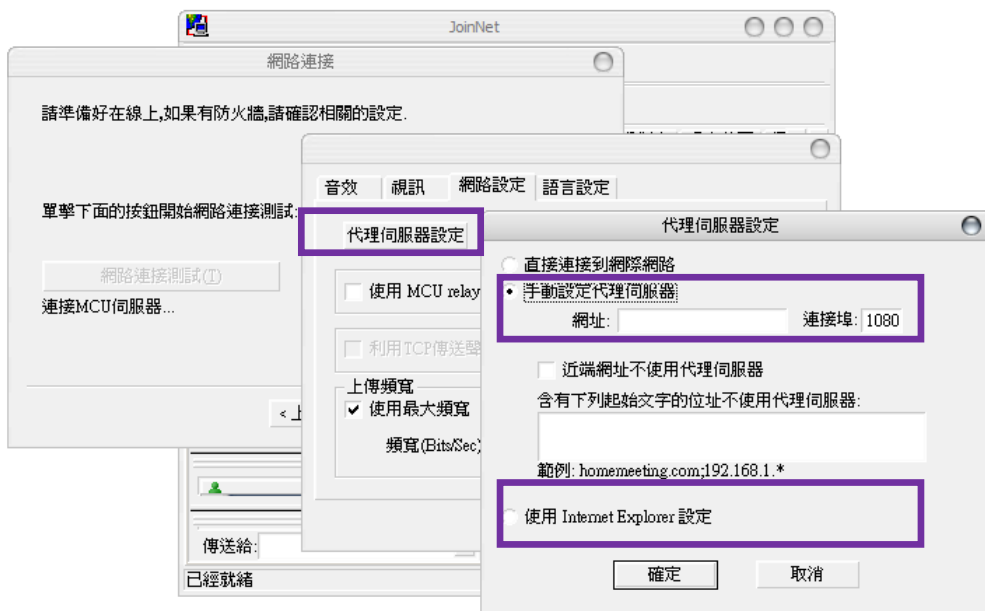 JoinNet
網路連接
請準備好在線上,如果有防火牆,請確認相關的設定.
單擊下面的按鈕開始網路連接測試:
網路連接測試(T)
連接MCU伺服器...
<上
音效 視訊 網路設定 語言設定
代理伺服器設定
使用 MCU relay
利用TCP傳送聲
上傳頻寬
使用最大頻寬
頻寬(Bits/Sec)
代理伺服器設定
直接連接到網際網路
手動設定代理伺服器
網址: 連接埠: 1080
近端網址不使用代理伺服器
含有下列起始文字的位址不使用代理伺服器:
範例: homemeeting.com;192.168.1.*
使用 Internet Explorer 設定
確定 取消
傳送給:
已經就緒